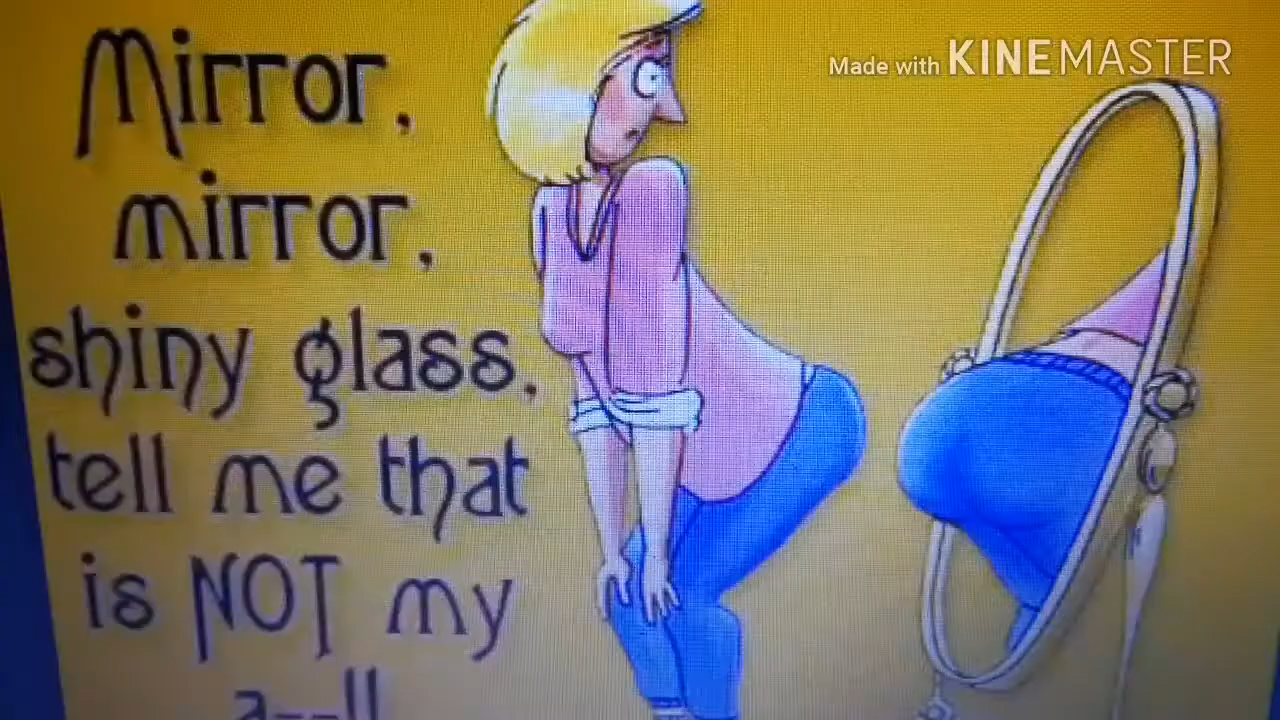 Made with KINEMASTER
Mirror,
mirror,
shiny glass,
tell me that
is NOT my
a--!!